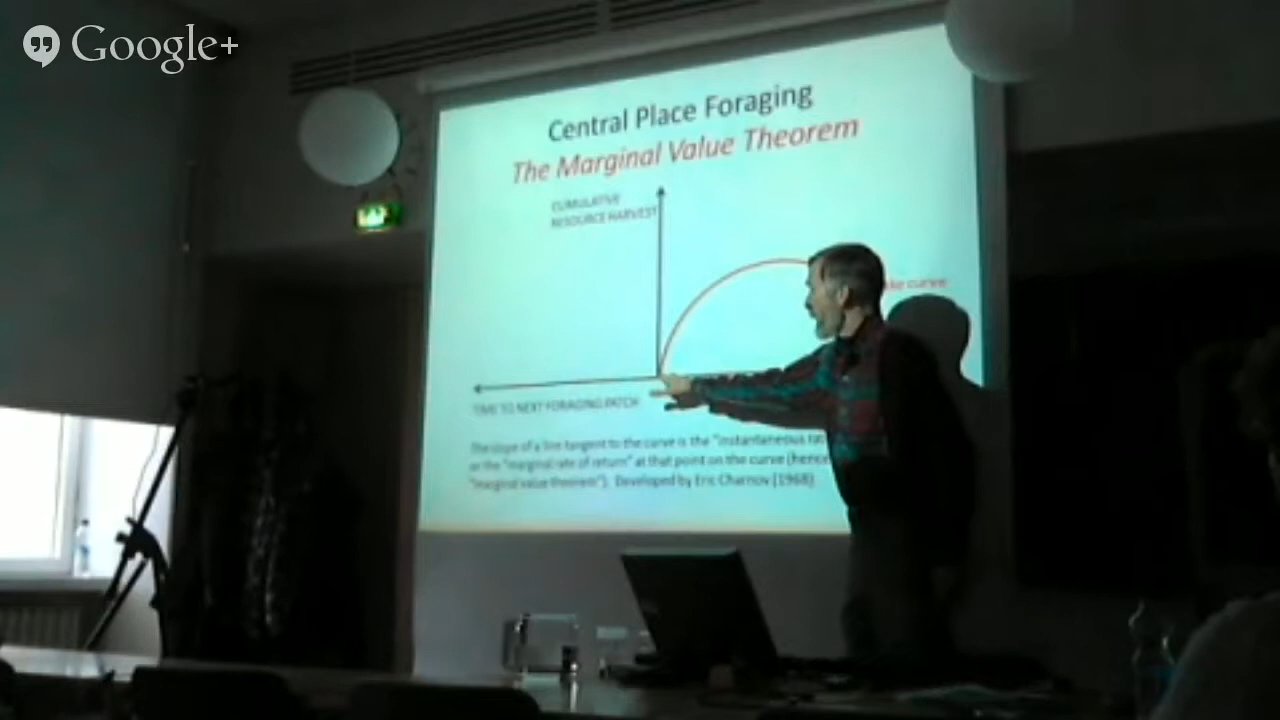 Google+
Central Place Foraging
The Marginal Value Theorem
CUMULATIVE
RESOURCE HARVEST
curve
TIME TO NEXT FORAGING PATCH
The slope of a line tangent to the curve is the "instantaneous
or the "marginal rate of return" at that point on the curve (hence
"marginal value theorem"). Developed by Eric Charnov (1968)